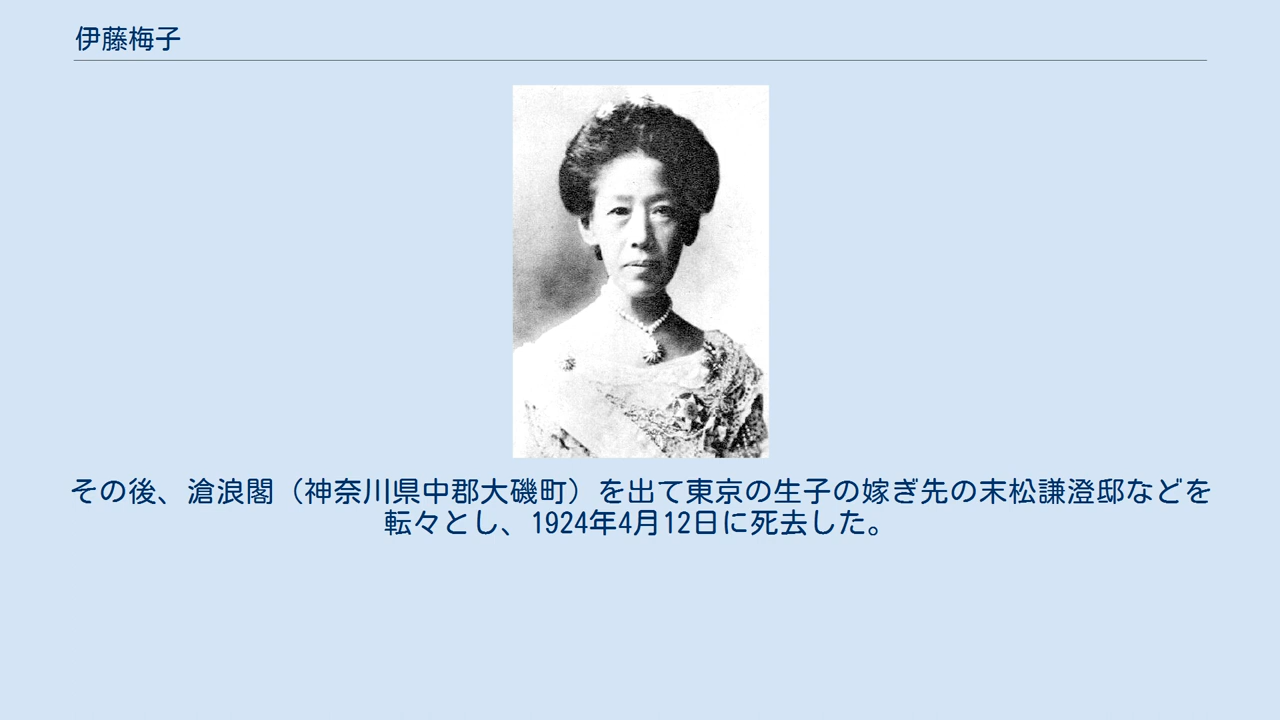 伊藤梅子
その後、滄浪閣（神奈川県中郡大磯町）を出て東京の生子の嫁ぎ先の末松謙澄邸などを
転々とし、1924年4月12日に死去した。